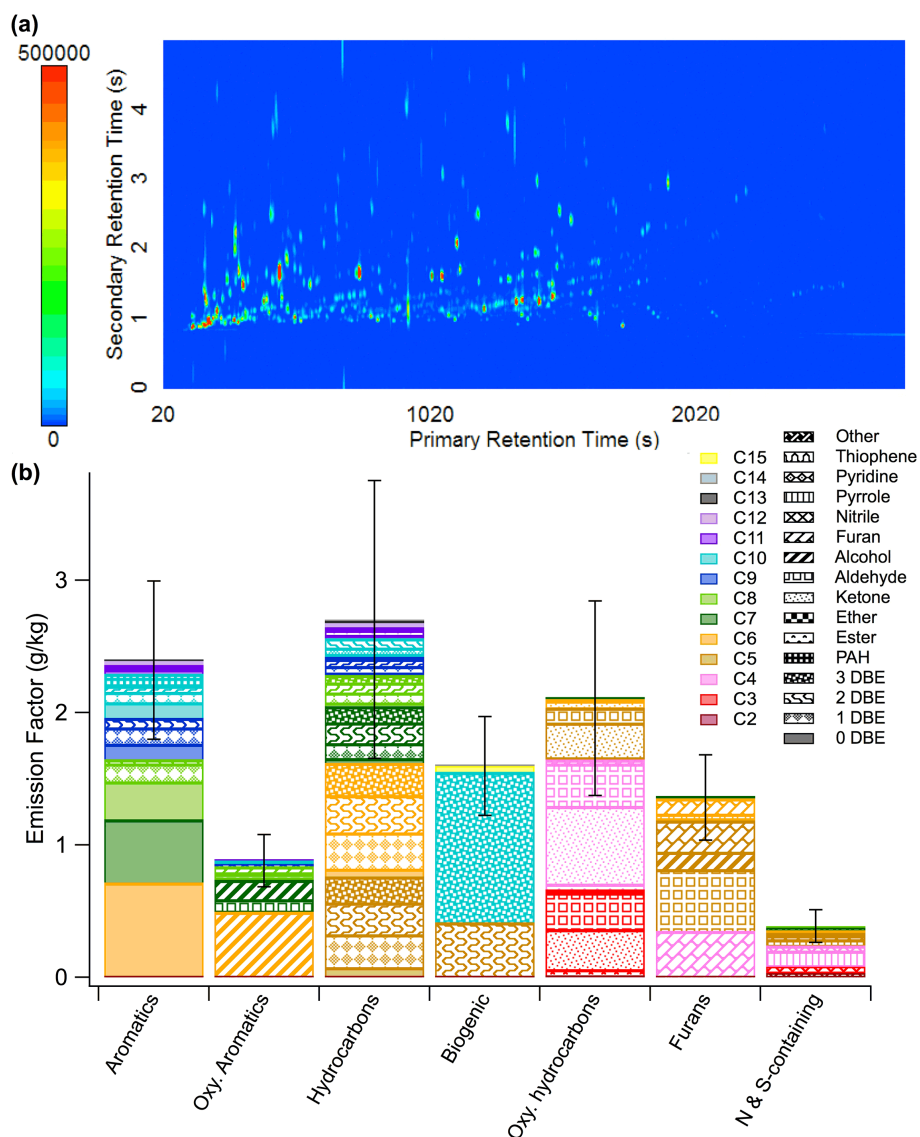 (a)
500000
0
Secondary Retention Time (s)
4
3
2
1
0
20
1020
2020
Primary Retention Time (s)
(b)
Emission Factor (g/kg)
3
2
1
0
C15
C14
C13
C12
C11
C10
C9
C8
C7
C6
C5
C4
C3
C2
Other
Thiophene
Pyridine
Pyrrole
Nitrile
Furan
Alcohol
Aldehyde
Ketone
Ether
Ester
PAH
3 DBE
2 DBE
1 DBE
0 DBE
Aromatics
Oxy. Aromatics
Hydrocarbons
Biogenic
Oxy. hydrocarbons
Furans
N & S-containing